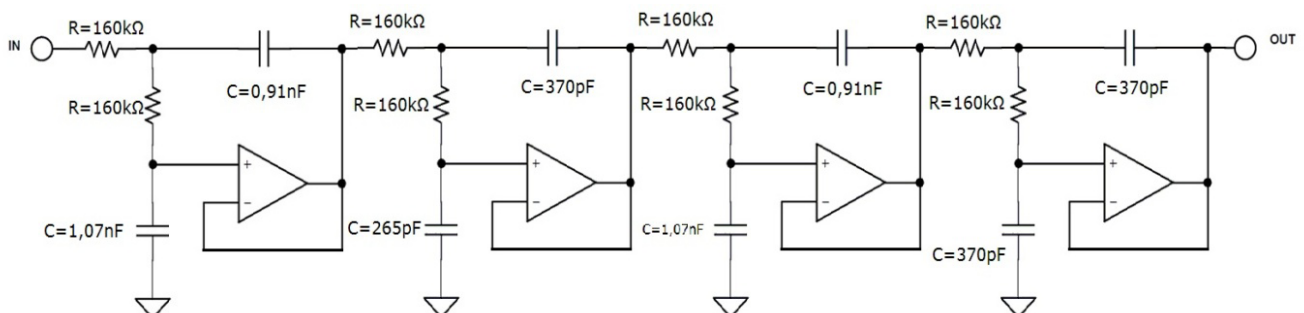 IN
R=160kΩ
R=160kΩ
R=160kΩ
R=160kΩ
OUT
C=0,91nF
C=370pF
C=0,91nF
C=370pF
R=160kΩ
R=160kΩ
R=160kΩ
R=160kΩ
+
+
+
+
−
−
−
−
C=1,07nF
C=265pF
C=1,07nF
C=370pF